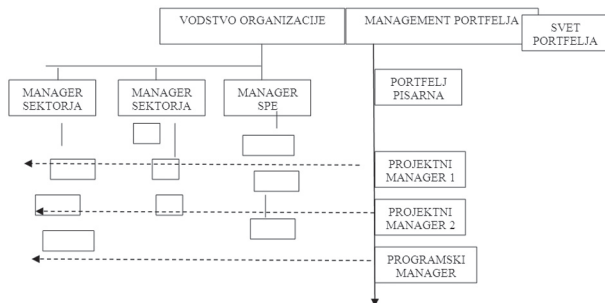 VODSTVO ORGANIZACIJE
MANAGEMENT PORTFELJA
SVET
PORTFELJA
MANAGER
SEKTORJA
MANAGER
SEKTORJA
MANAGER
SPE
PORTFELJ
PISARNA
PROJEKTNI
MANAGER 1
PROJEKTNI
MANAGER 2
PROGRAMSKI
MANAGER